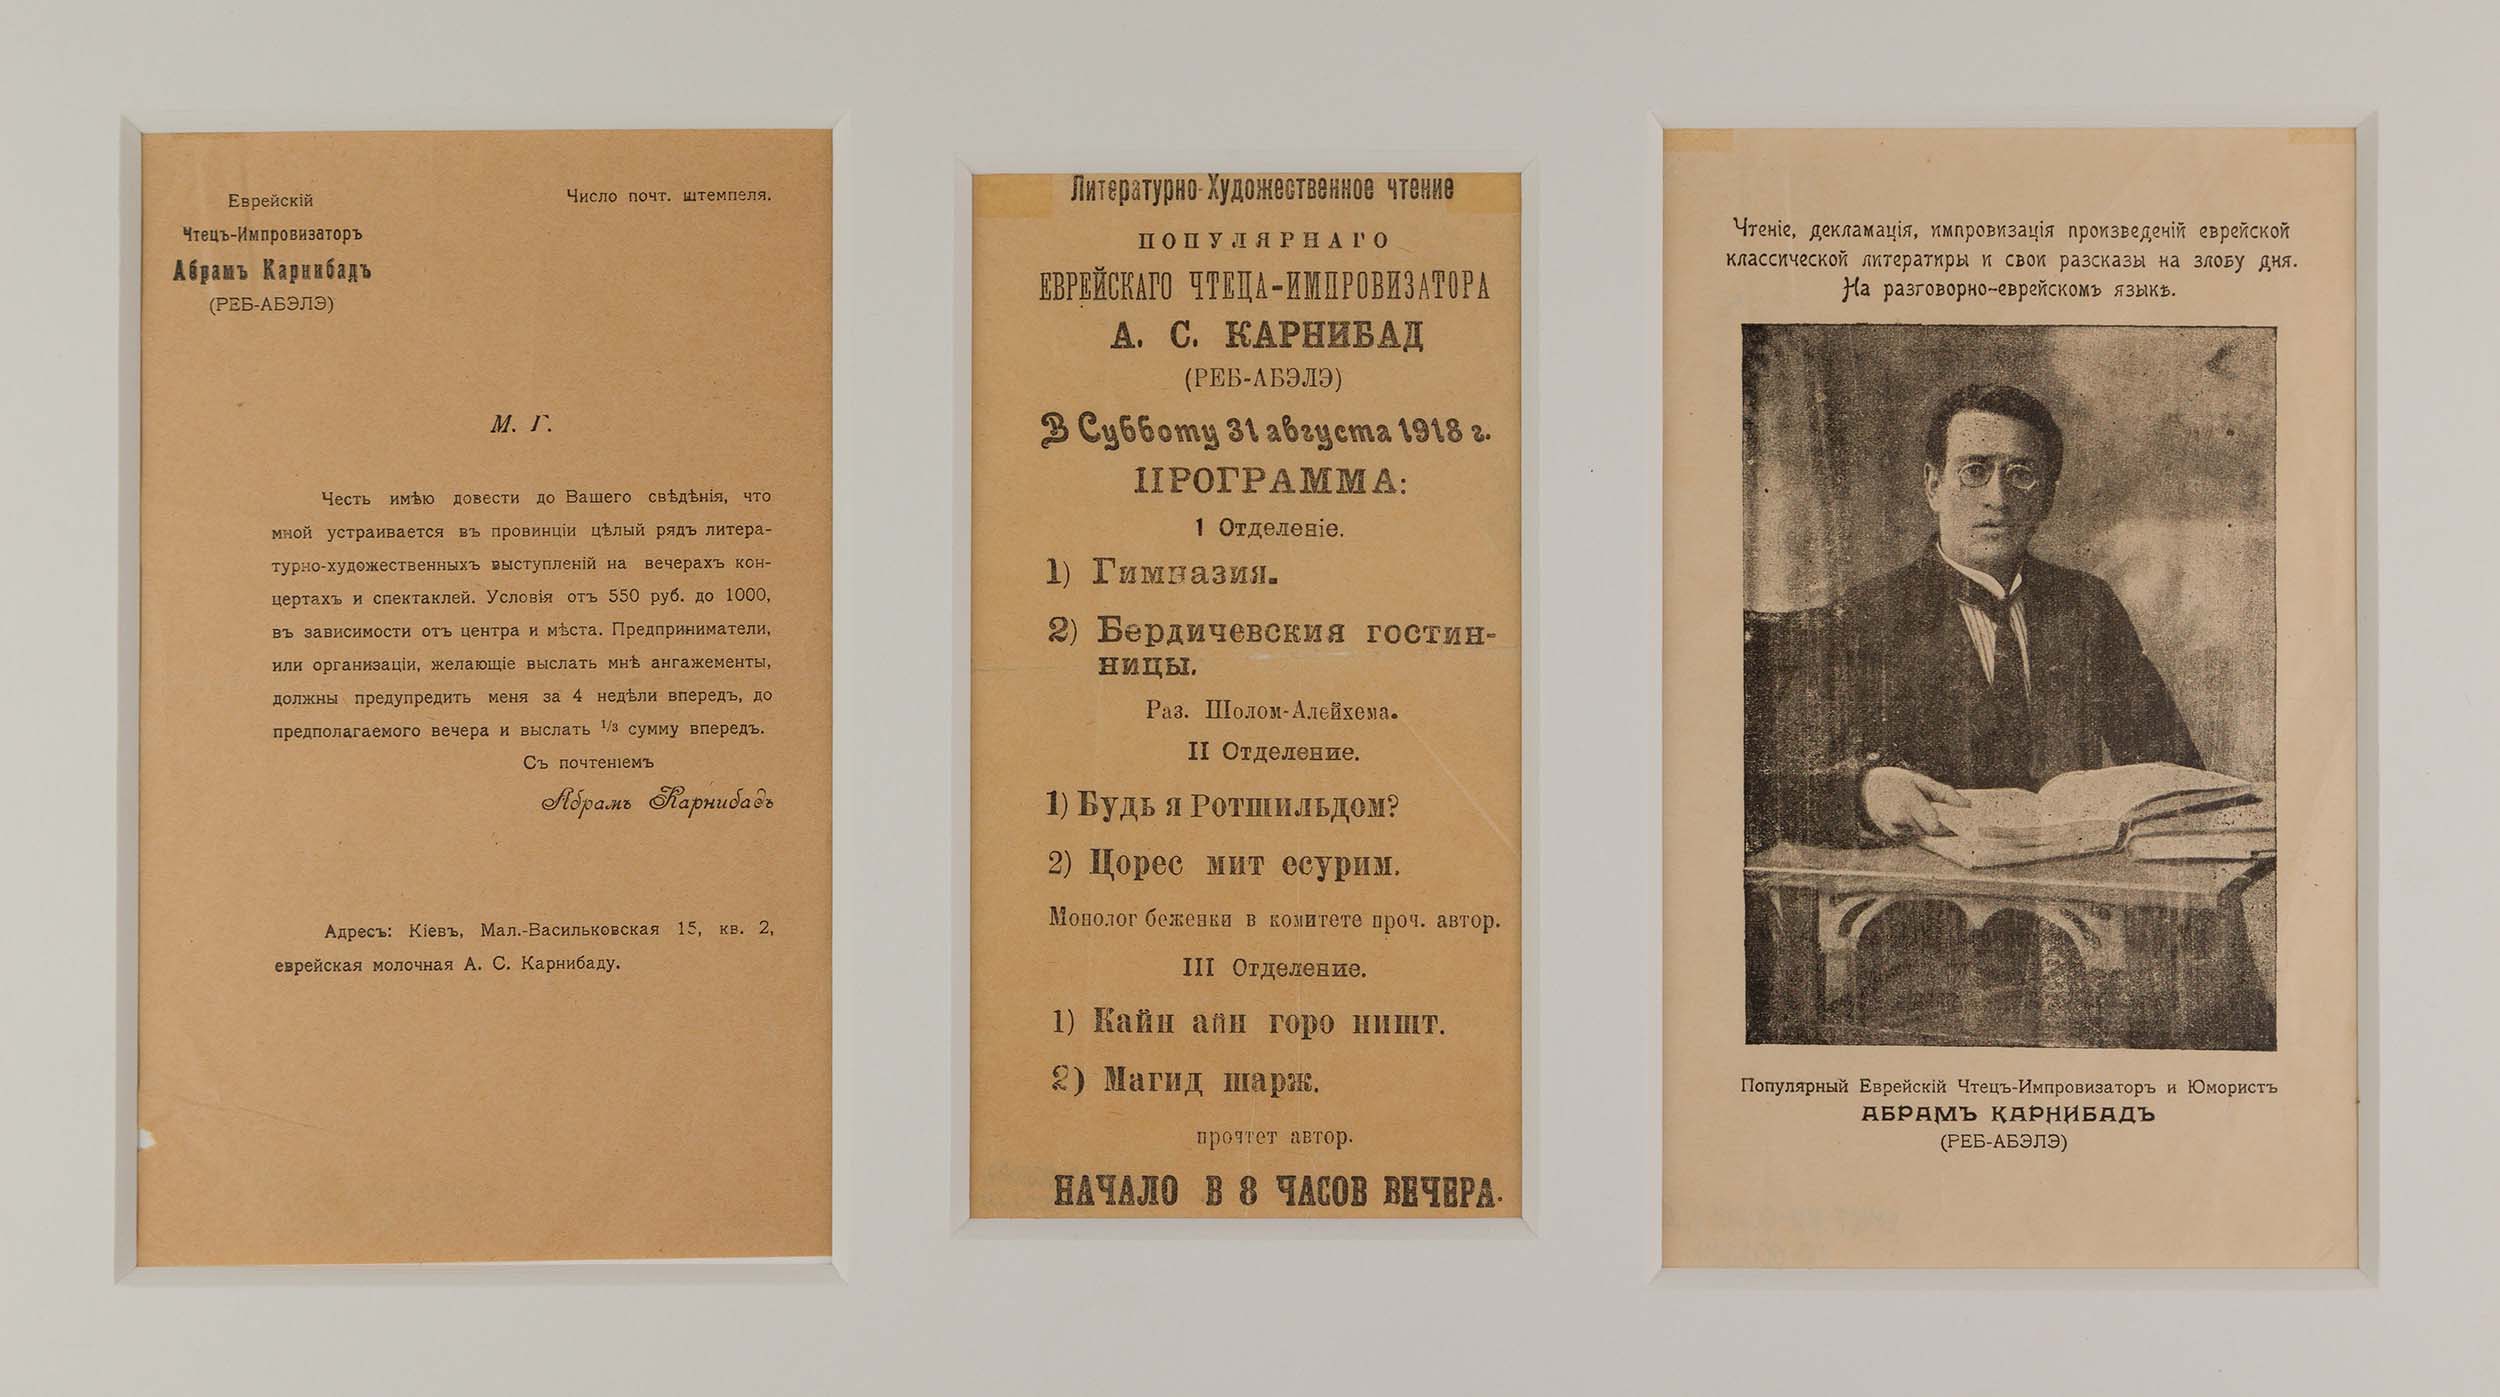 Еврейскій
Число почт. штемпеля.
Чтецъ-Импровизаторъ
Абрамъ Карнибадъ
(РЕБ-АБЭЛЭ)
М. Г.
Честь имѣю довести до Вашего свѣдѣнія, что
мной устраивается въ провинціи цѣлый рядъ литера-
турно-художественныхъ выступленій на вечерахъ кон-
цертахъ и спектаклей. Условія отъ 550 руб. до 1000,
въ зависимости отъ центра и мѣста. Предприниматели,
или организаціи, желающіе выслать мнѣ ангажементы,
должны предупредить меня за 4 недѣли впередъ, до
предполагаемого вечера и выслать 1/3 сумму впередъ.
Съ почтеніемъ
Абрамъ Карнибадъ
Адресъ: Кіевъ, Мал.-Васильковская 15, кв. 2,
еврейская молочная А. С. Карнибаду.
Литературно-Художественное чтение
ПОПУЛЯРНАГО
ЕВРЕЙСКАГО ЧТЕЦА-ИМПРОВИЗАТОРА
А. С. КАРНИБАД
(РЕБ-АБЭЛЭ)
В Субботу 31 августа 1918 г.
ПРОГРАММА:
1 Отделеніе.
1) Гимназия.
2) Бердичевския гостин-
ницы.
Раз. Шолом-Алейхема.
II Отделение.
1) Будь я Ротшильдом?
2) Цорес мит есурим.
Монолог беженки в комитете проч. автор.
III Отделение.
1) Кайн айн горо ништ.
2) Магид шарж.
прочтет автор.
НАЧАЛО В 8 ЧАСОВ ВЕЧЕРА.
Чтеніе, декламація, импровизація произведеній еврейской
классической литератиры и свои разсказы на злобу дня.
На разговорно-еврейскомъ языкѣ.
Популярный Еврейскій Чтецъ-Импровизаторъ и Юмористъ
АБРАМЪ КАРНИБАДЪ
(РЕБ-АБЭЛЭ)